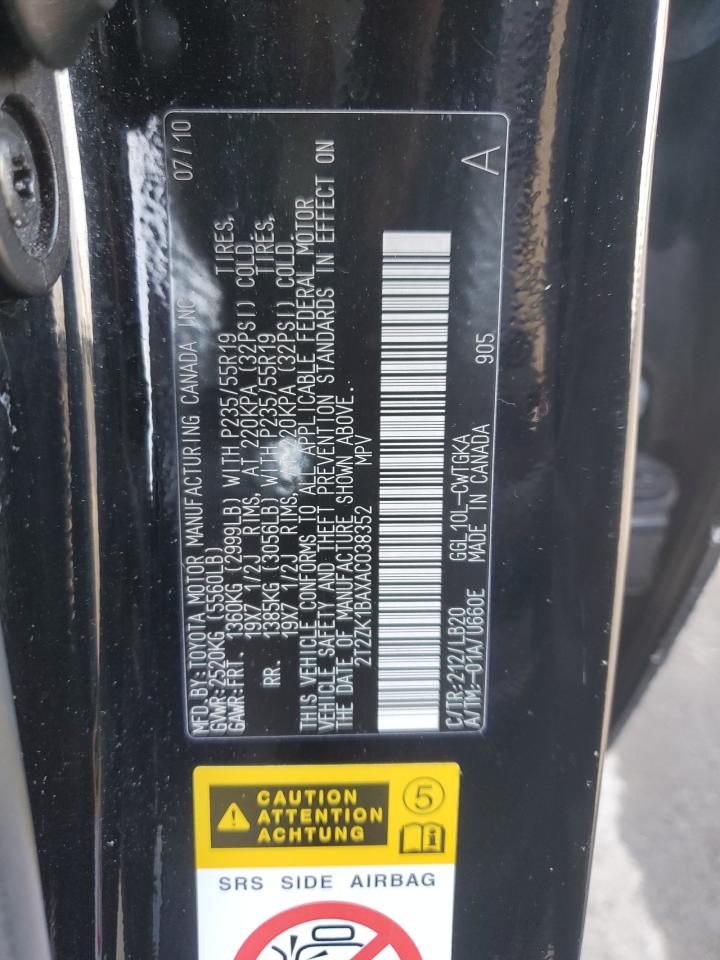 MFD. BY:TOYOTA MOTOR MANUFACTURING CANADA INC. 07/10
GVWR:2520KG (5560LB)
GAWR:FRT. 1360KG (2999LB) WITH P235/55R19 TIRES,
19X7 1/2J RIMS, AT 220KPA (32PSI) COLD.
RR. 1385KG (3056LB) WITH P235/55R19 TIRES,
19X7 1/2J RIMS, AT 220KPA (32PSI) COLD.
THIS VEHICLE CONFORMS TO ALL APPLICABLE FEDERAL MOTOR
VEHICLE SAFETY AND THEFT PREVENTION STANDARDS IN EFFECT ON
THE DATE OF MANUFACTURE SHOWN ABOVE.
2T2ZK1BAXAC038352 MPV
C/TR:212/LB20 GGL10L-CWTGKA A
A/TM:-01A/U660E MADE IN CANADA 905
CAUTION
ATTENTION
ACHTUNG
5
SRS SIDE AIRBAG